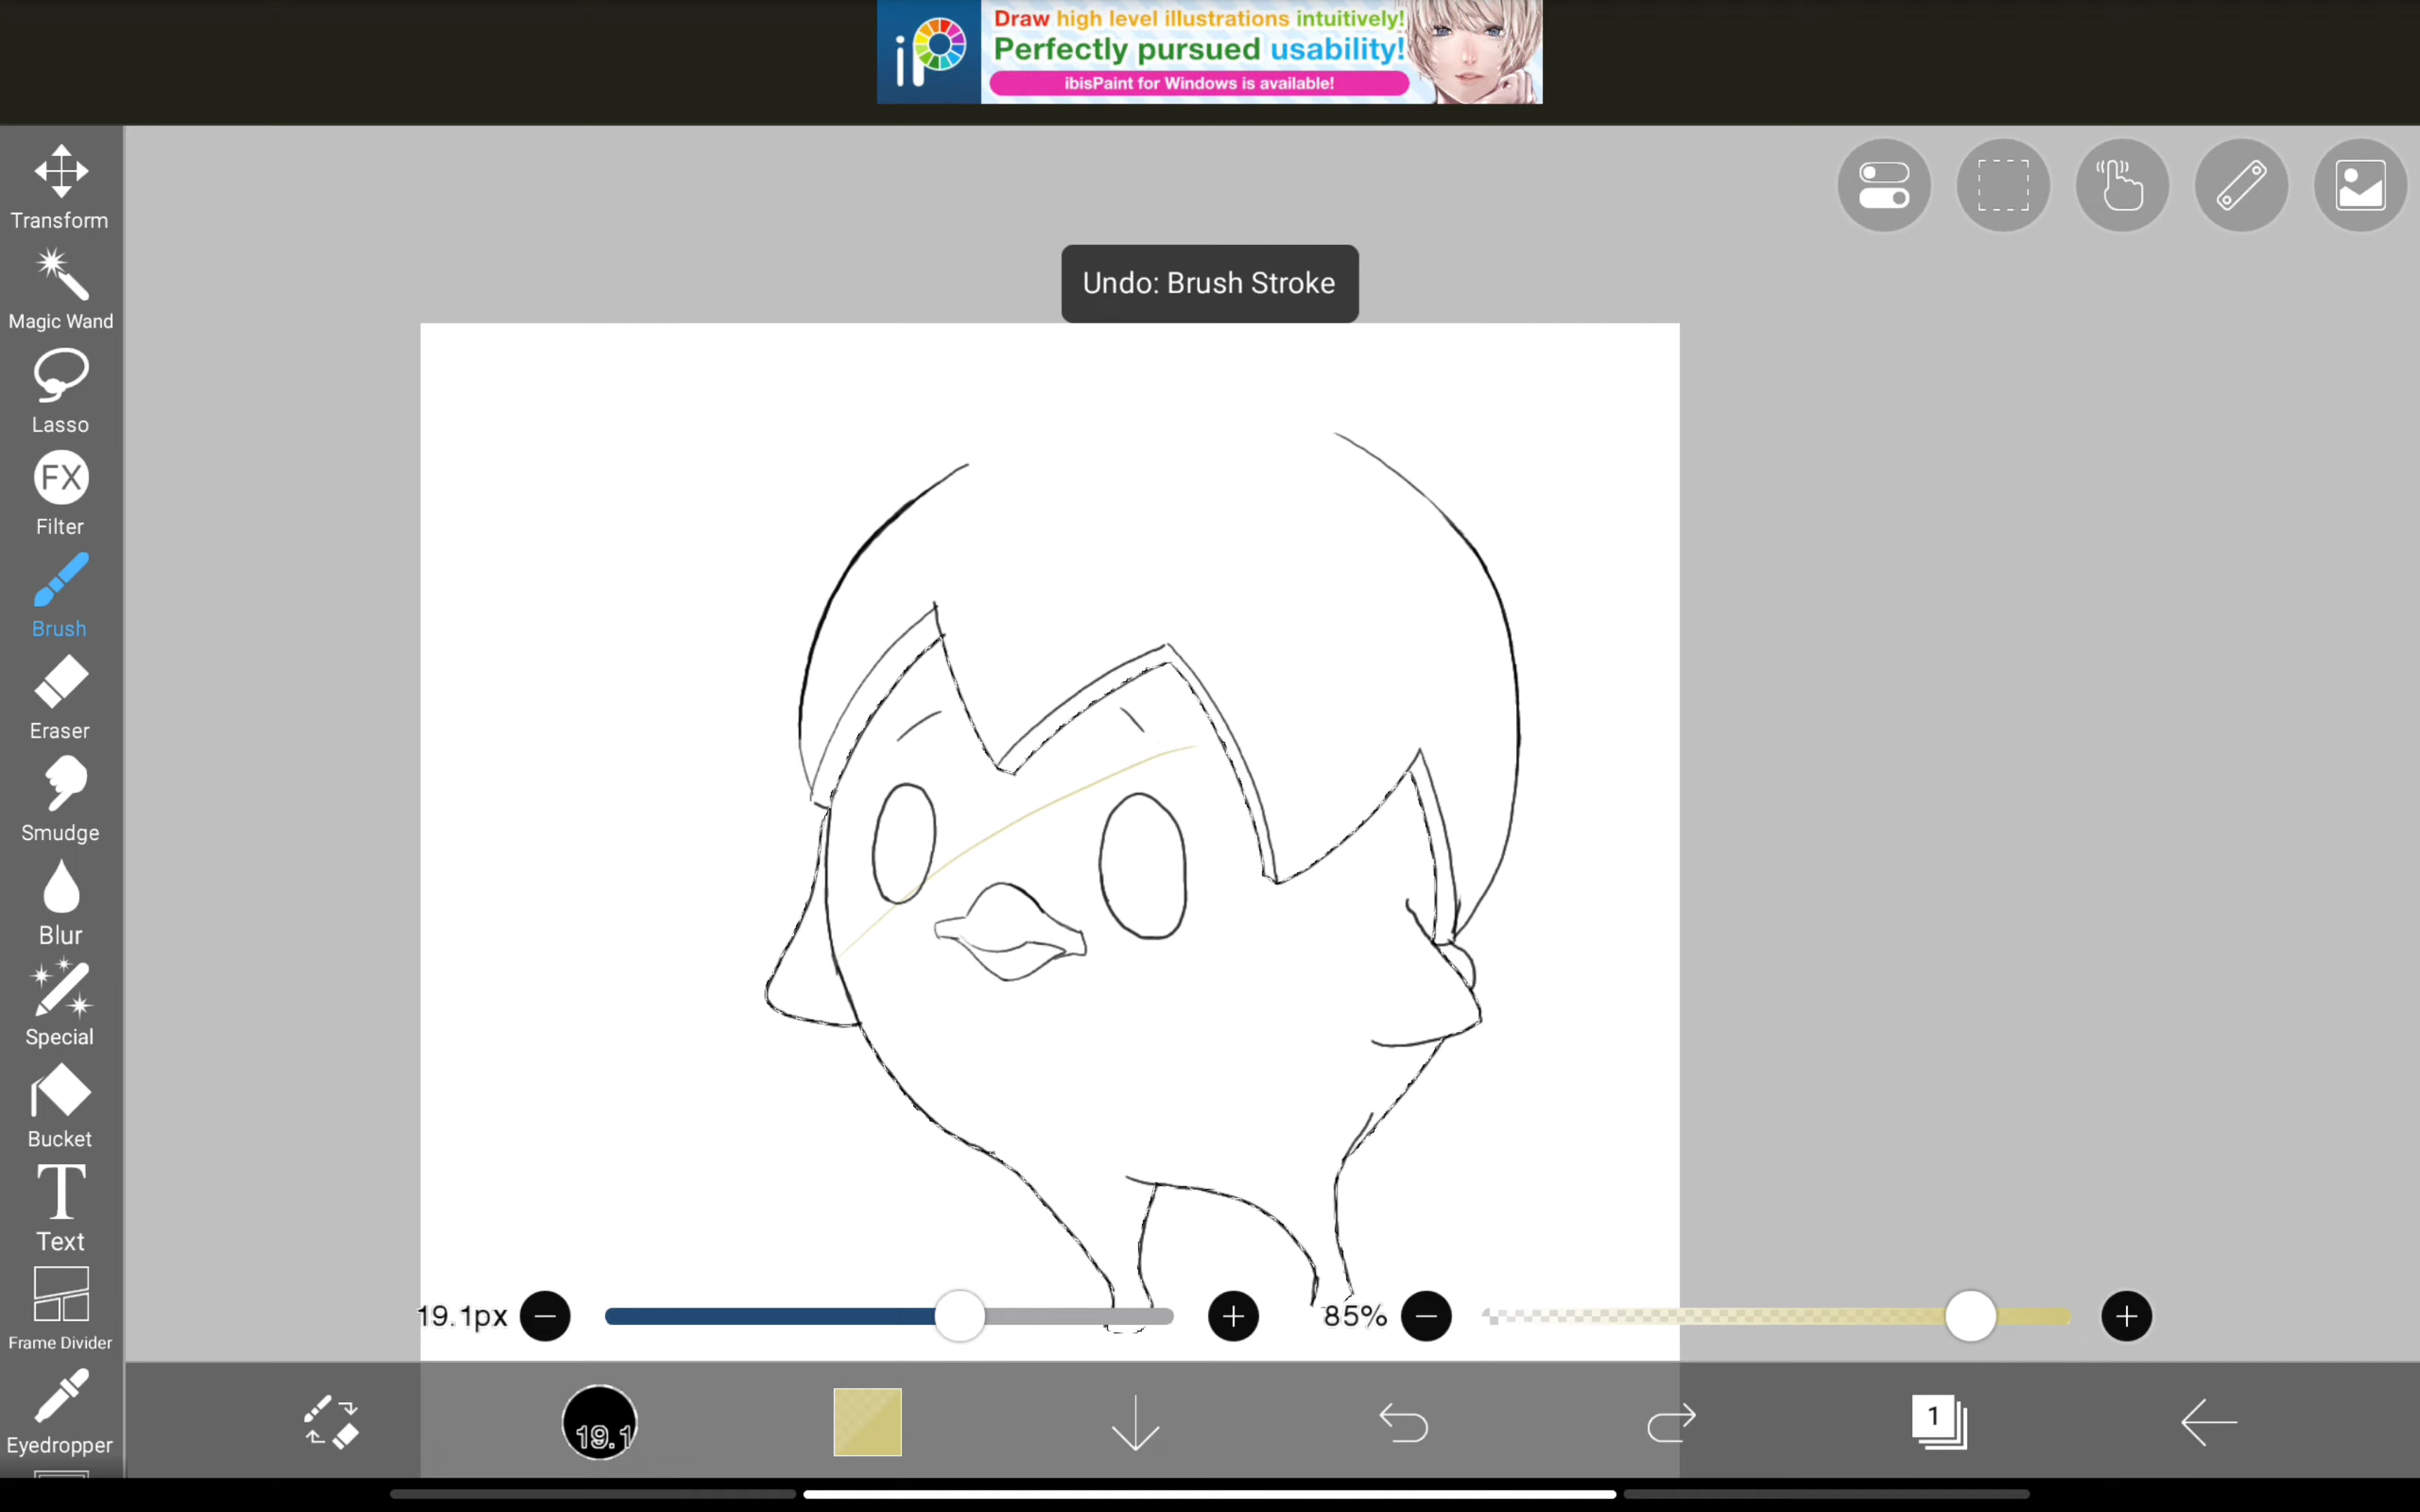 iP
Draw high level illustrations intuitively!
Perfectly pursued usability!
ibisPaint for Windows is available!
Transform
Magic Wand
Lasso
FX
Filter
Brush
Eraser
Smudge
Blur
Special
Bucket
T
Text
Frame Divider
Eyedropper
Undo: Brush Stroke
19.1px
85%
19.1
1